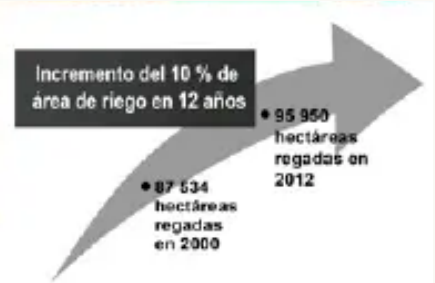 Incremento del 10 % de
área de riego en 12 años
• 95 950
hectáreas
regadas en
2012
• 87 534
hectáreas
regadas
en 2000